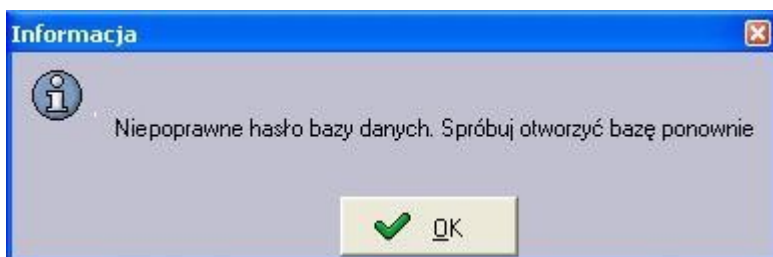 Informacja
Niepoprawne hasło bazy danych. Spróbuj otworzyć bazę ponownie
OK